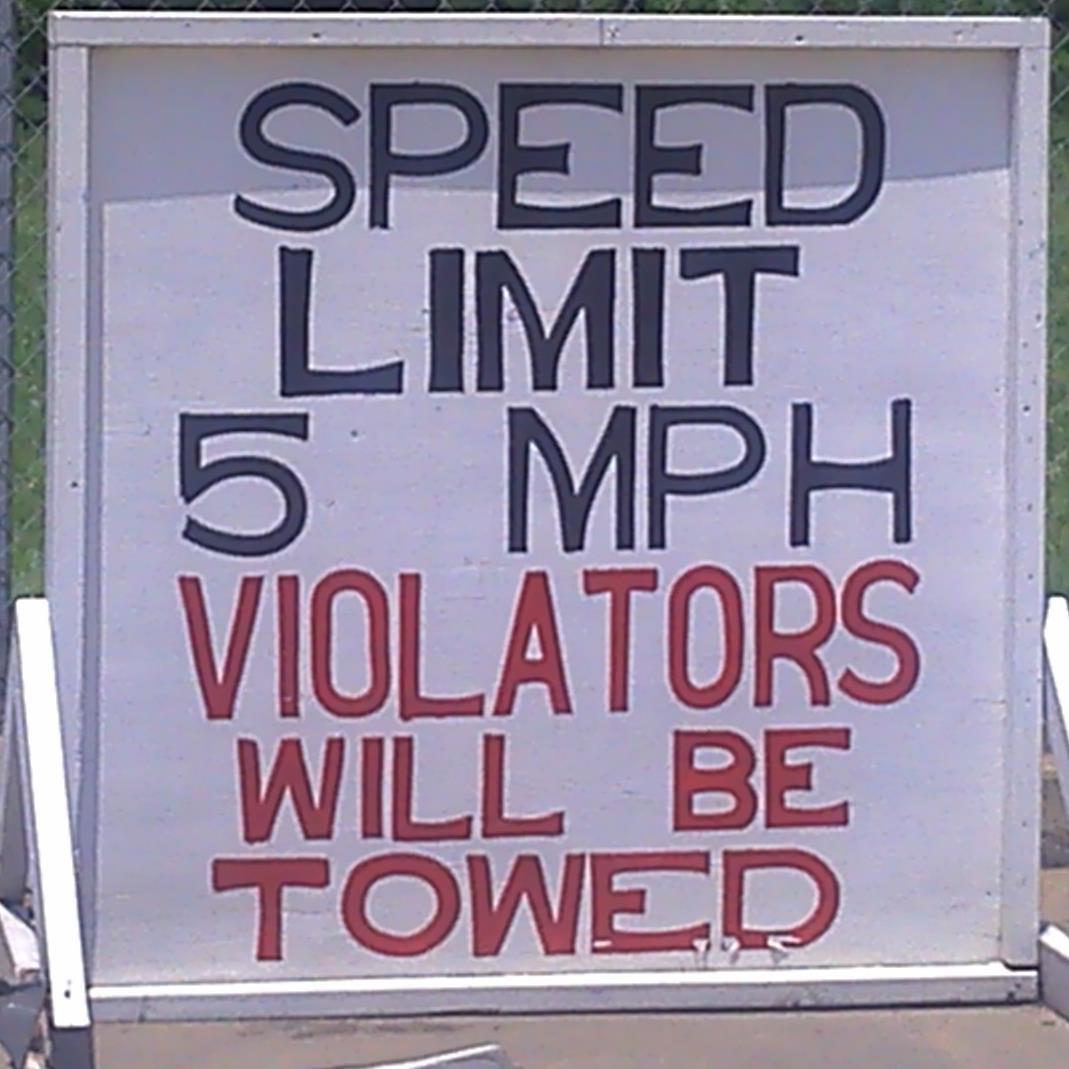 SPEED
LIMIT
5 MPH
VIOLATORS
WILL BE
TOWED